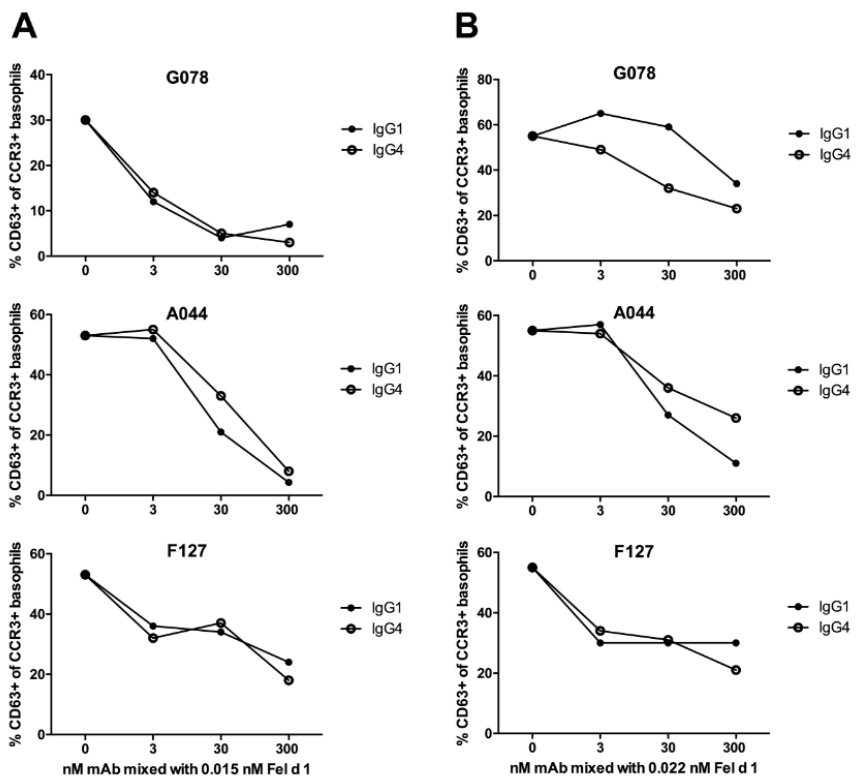 A
G078
% CD63+ of CCR3+ basophils
40
30
20
10
0
0 3 30 300
IgG1
IgG4
A044
% CD63+ of CCR3+ basophils
60
40
20
0
0 3 30 300
IgG1
IgG4
F127
% CD63+ of CCR3+ basophils
60
40
20
0
0 3 30 300
IgG1
IgG4
nM mAb mixed with 0.015 nM Fel d 1
B
G078
% CD63+ of CCR3+ basophils
80
60
40
20
0
0 3 30 300
IgG1
IgG4
A044
% CD63+ of CCR3+ basophils
60
40
20
0
0 3 30 300
IgG1
IgG4
F127
% CD63+ of CCR3+ basophils
60
40
20
0
0 3 30 300
IgG1
IgG4
nM mAb mixed with 0.022 nM Fel d 1